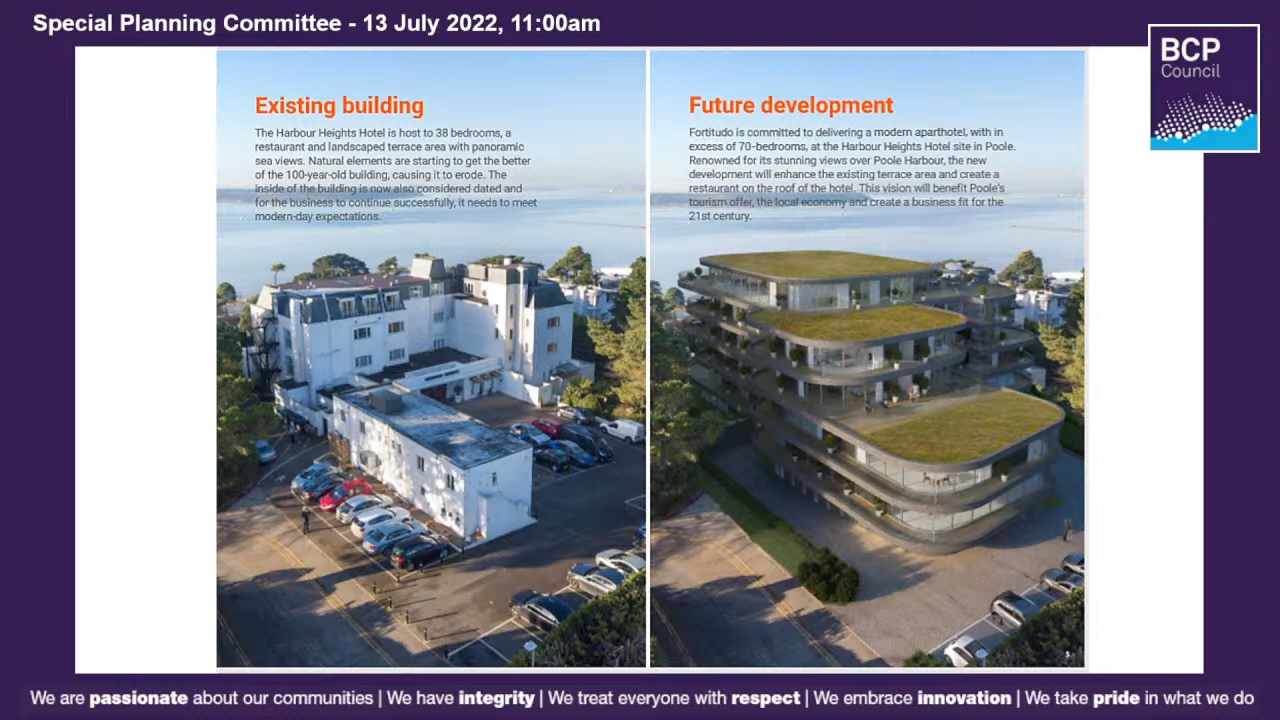 Special Planning Committee - 13 July 2022, 11:00am
BCP
Council
Existing building
The Harbour Heights Hotel is host to 38 bedrooms, a
restaurant and landscaped terrace area with panoramic
sea views. Natural elements are starting to get the better
of the 100-year-old building, causing it to erode. The
inside of the building is now also considered dated and
for the business to continue successfully, it needs to meet
modern-day expectations.
Future development
Fortitudo is committed to delivering a modern aparthotel, with in
excess of 70-bedrooms, at the Harbour Heights Hotel site in Poole.
Renowned for its stunning views over Poole Harbour, the new
development will enhance the existing terrace area and create a
restaurant on the roof of the hotel. This vision will benefit Poole's
tourism offer, the local economy and create a business fit for the
21st century.
We are passionate about our communities | We have integrity | We treat everyone with respect | We embrace innovation | We take pride in what we do